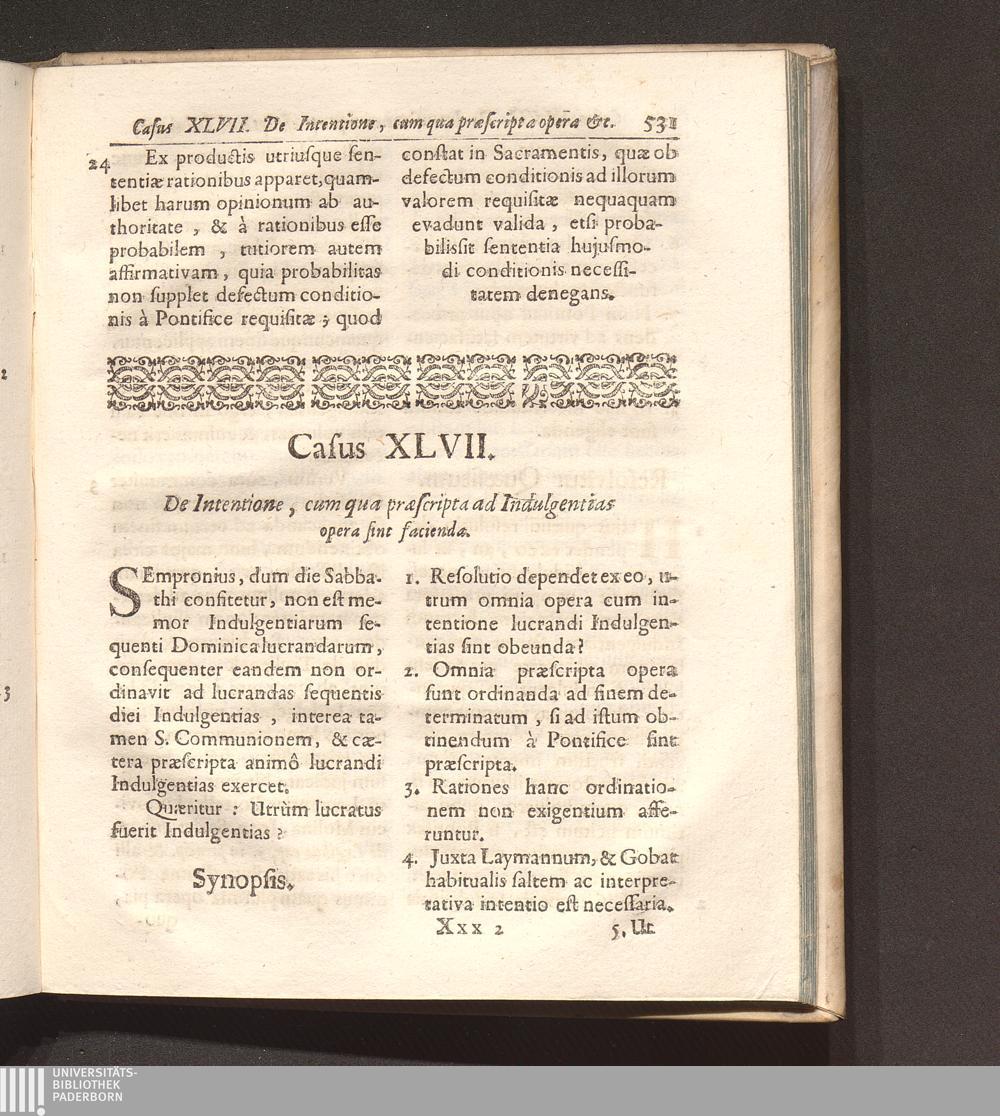 Casus XLVII. De Intentione, cum qua præscripta opera &c. 531
24 Ex productis utriusque sen-
tentiæ rationibus apparet, quam-
libet harum opinionum ab au-
thoritate, & à rationibus esse
probabilem, tutiorem autem
affirmativam, quia probabilitas
non supplet defectum conditio-
nis à Pontifice requisitæ; quod
constat in Sacramentis, quæ ob
defectum conditionis ad illorum
valorem requisitæ nequaquam
evadunt valida, etsi proba-
bilissit sententia hujusmo-
di conditionis necessi-
tatem denegans.
Casus XLVII.
De Intentione, cum qua præscripta ad Indulgentias
opera sint facienda.
SEmpronius, dum die Sabba-
thi confitetur, non est me-
mor Indulgentiarum se-
quenti Dominica lucrandarum,
consequenter eandem non or-
dinavit ad lucrandas sequentis
diei Indulgentias, interea ta-
men S. Communionem, & cæ-
tera præscripta animô lucrandi
Indulgentias exercet.
Quæritur: Utrùm lucratus
fuerit Indulgentias?
Synopsis.
1. Resolutio dependet ex eo, u-
trum omnia opera cum in-
tentione lucrandi Indulgen-
tias sint obeunda?
2. Omnia præscripta opera
sunt ordinanda ad finem de-
terminatum, si ad istum ob-
tinendum à Pontifice sint
præscripta.
3. Rationes hanc ordinatio-
nem non exigentium affe-
runtur.
4. Juxta Laymannum, & Gobat
habitualis saltem ac interpre-
tativa intentio est necessaria.
Xxx 2 5. Ut
UNIVERSITÄTS-
BIBLIOTHEK
PADERBORN